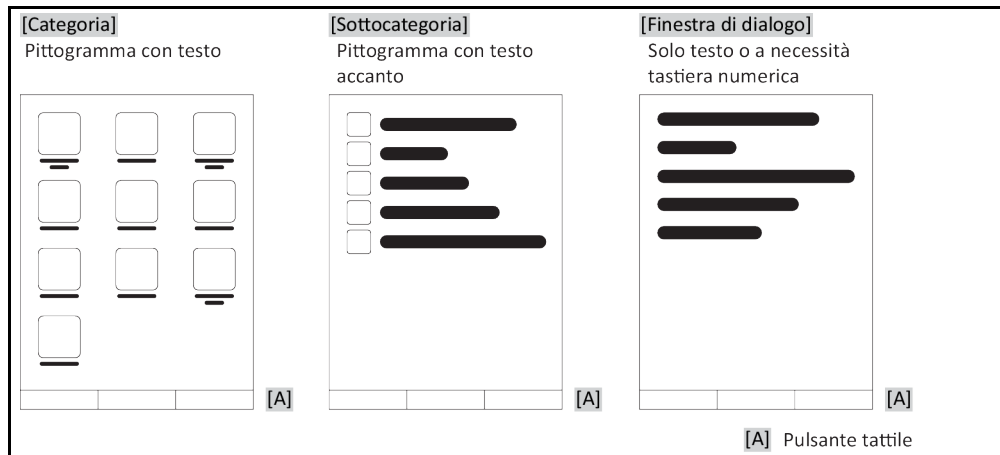 [Categoria]
Pittogramma con testo
[Sottocategoria]
Pittogramma con testo
accanto
[Finestra di dialogo]
Solo testo o a necessità
tastiera numerica
[A]
[A]
[A]
[A] Pulsante tattile